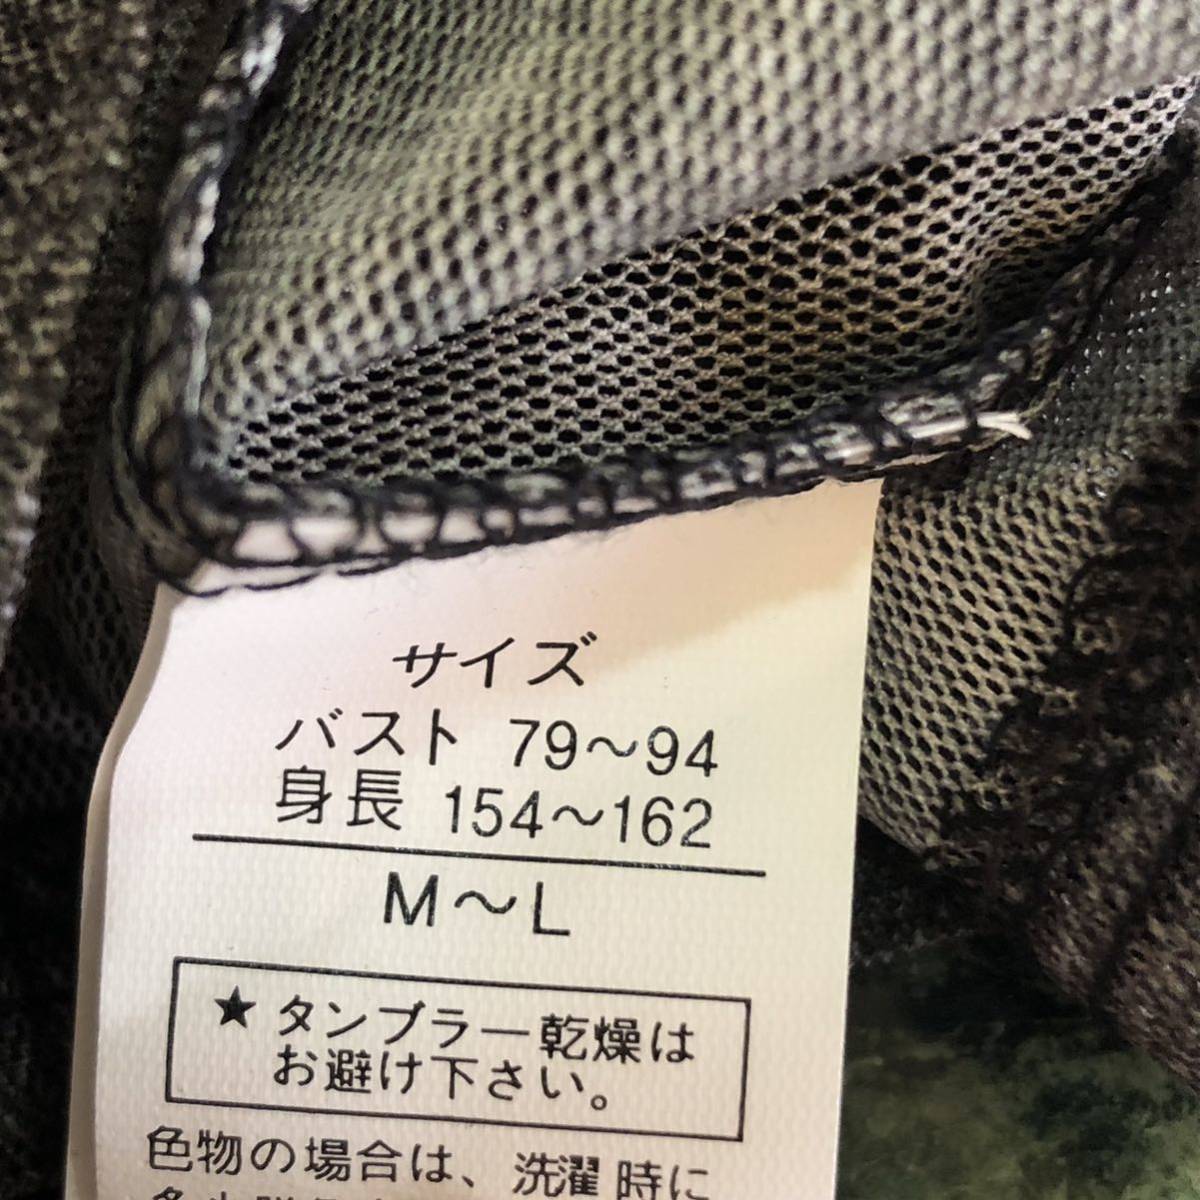 サイズ
バスト 79～94
身長 154～162
M～L
★タンブラー乾燥は
お避け下さい。
色物の場合は、洗濯時に